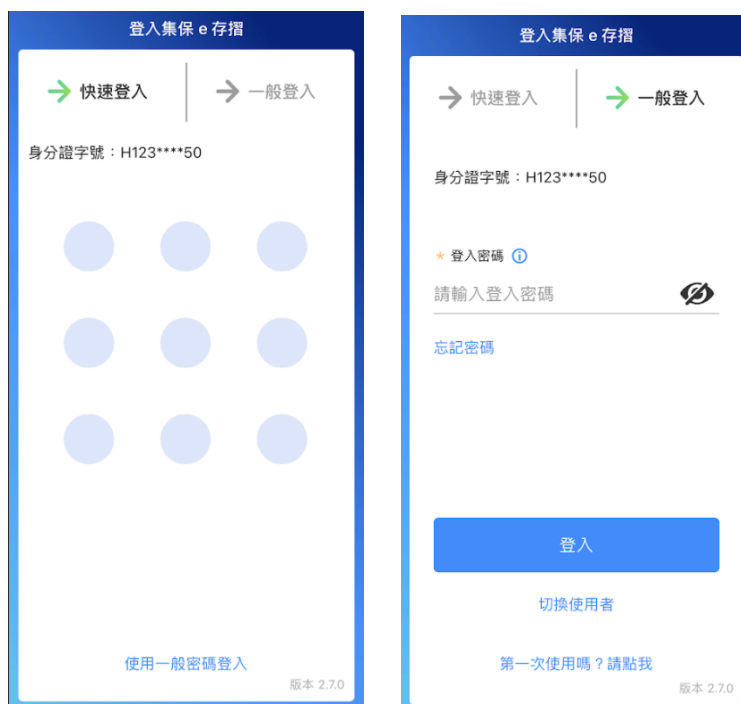 登入集保 e 存摺
快速登入
一般登入
身分證字號：H123****50
使用一般密碼登入
版本 2.7.0
登入集保 e 存摺
快速登入
一般登入
身分證字號：H123****50
* 登入密碼
請輸入登入密碼
忘記密碼
登入
切換使用者
第一次使用嗎？請點我
版本 2.7.0